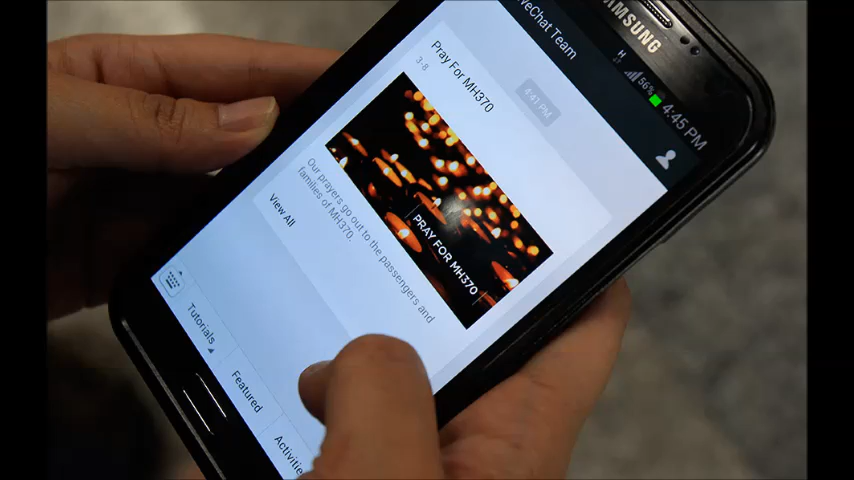 SAMSUNG
H
56%
4:45 PM
WeChat Team
4:41 PM
Pray For MH370
3-8
PRAY FOR MH370
Our prayers go out to the passengers and
families of MH370.
View All
Tutorials
Featured
Activitie